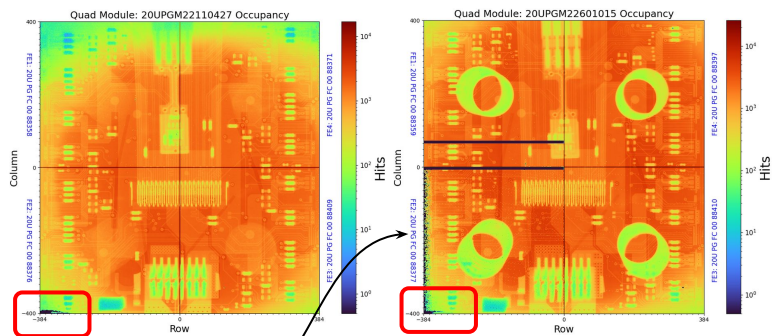 Quad Module: 20UPGM22110427 Occupancy
400
0
−400
−384
0
384
Row
Column
FE1: 20U PG FC 00 88358
FE2: 20U PG FC 00 88376
FE4: 20U PG FC 00 88371
FE3: 20U PG FC 00 88409
10⁴
10³
10²
10¹
10⁰
Hits
Quad Module: 20UPGM22601015 Occupancy
400
0
−400
−384
0
384
Row
Column
FE1: 20U PG FC 00 88359
FE2: 20U PG FC 00 88377
FE4: 20U PG FC 00 88397
FE3: 20U PG FC 00 88410
10⁴
10³
10²
10¹
10⁰
Hits